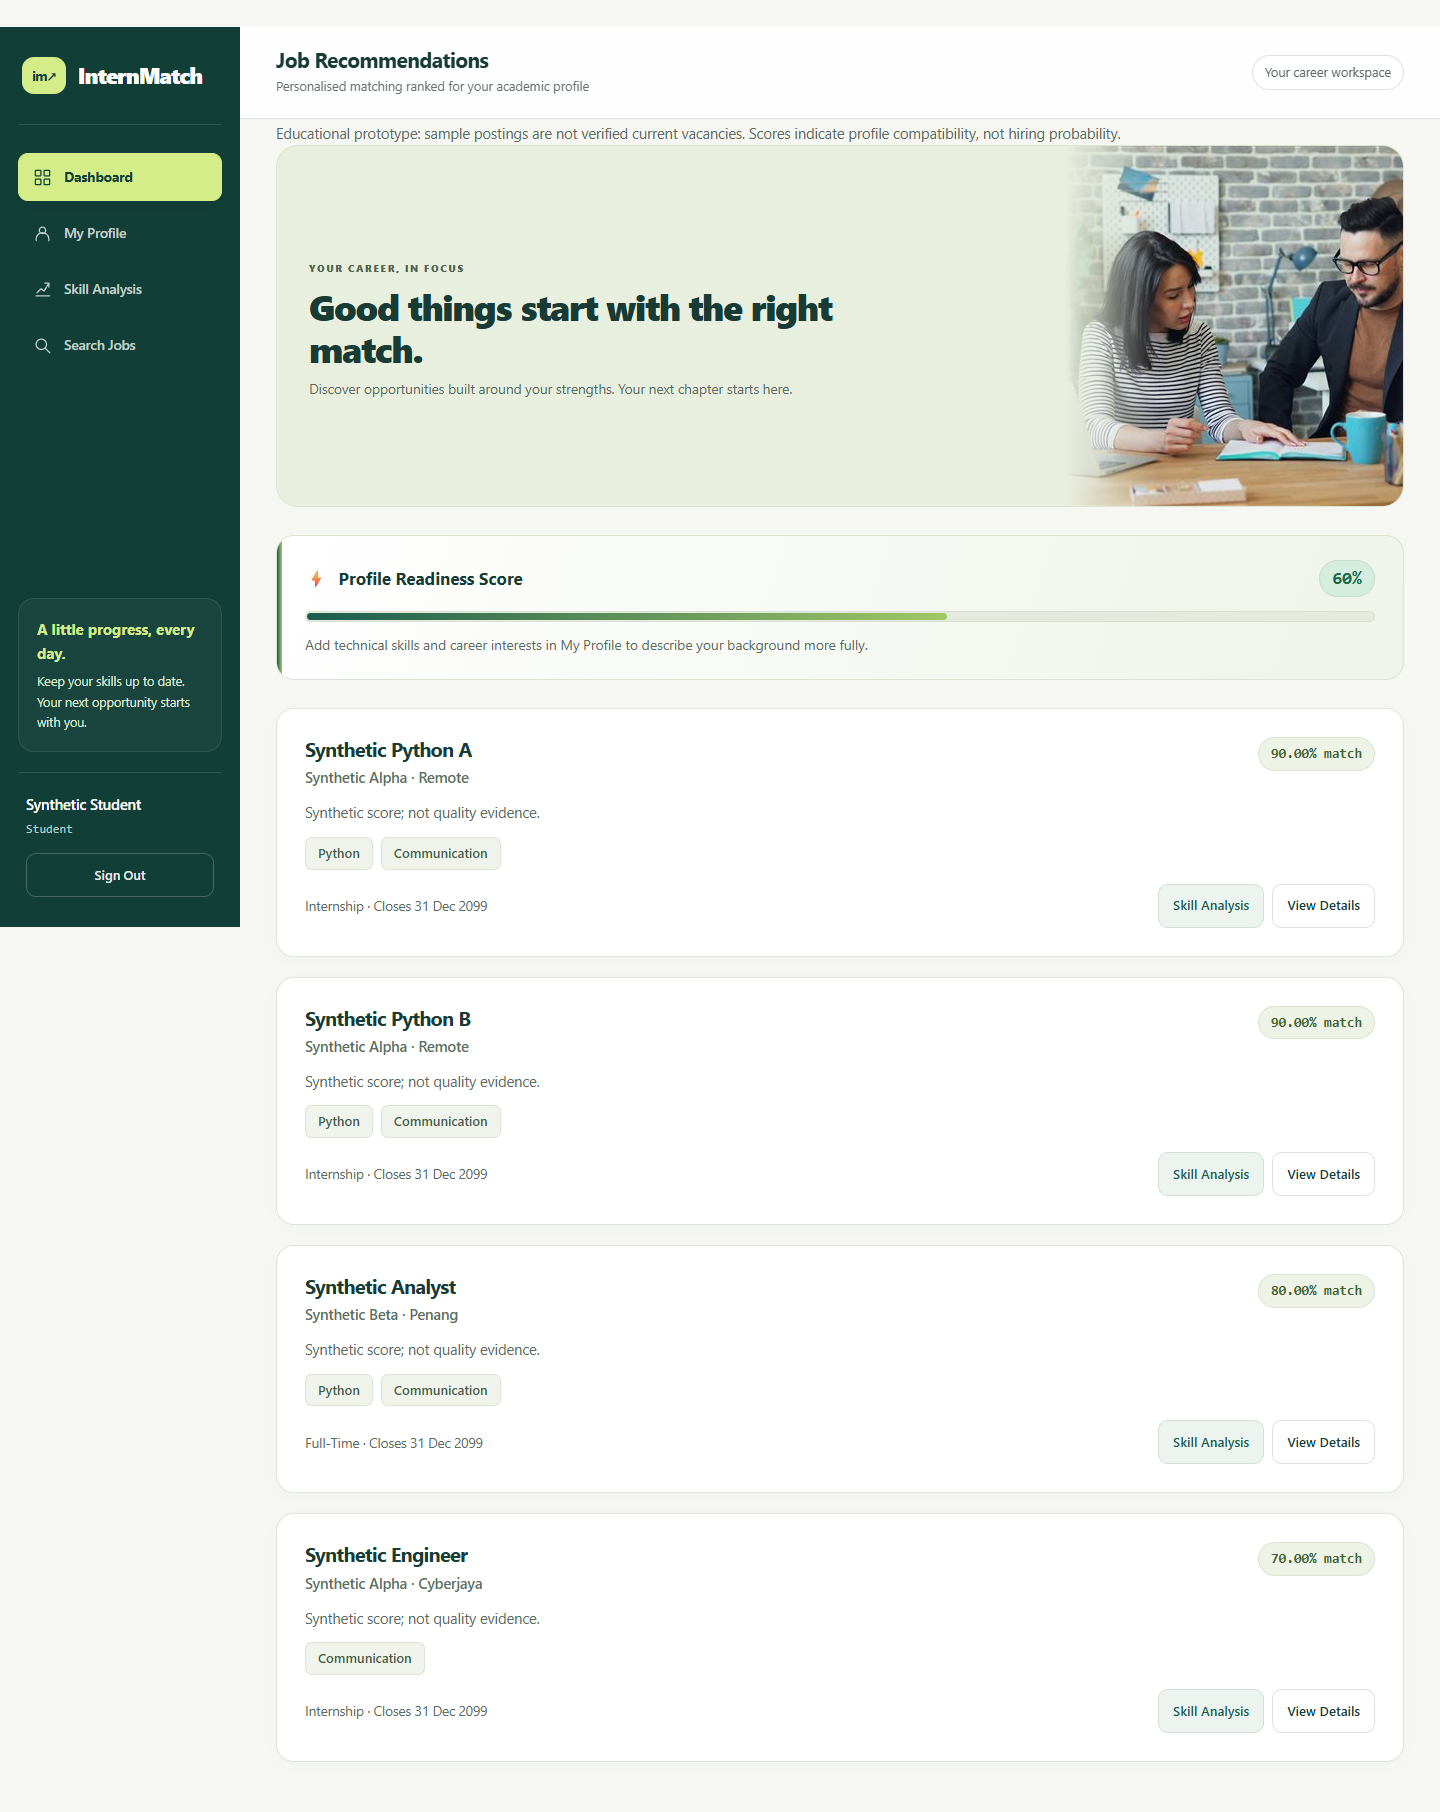 im↗ InternMatch
Dashboard
My Profile
Skill Analysis
Search Jobs
A little progress, every
day.
Keep your skills up to date.
Your next opportunity starts
with you.
Synthetic Student
Student
Sign Out
Job Recommendations
Personalised matching ranked for your academic profile
Your career workspace
Educational prototype: sample postings are not verified current vacancies. Scores indicate profile compatibility, not hiring probability.
YOUR CAREER, IN FOCUS
Good things start with the right
match.
Discover opportunities built around your strengths. Your next chapter starts here.
Profile Readiness Score
60%
Add technical skills and career interests in My Profile to describe your background more fully.
Synthetic Python A
90.00% match
Synthetic Alpha · Remote
Synthetic score; not quality evidence.
Python Communication
Internship · Closes 31 Dec 2099
Skill Analysis View Details
Synthetic Python B
90.00% match
Synthetic Alpha · Remote
Synthetic score; not quality evidence.
Python Communication
Internship · Closes 31 Dec 2099
Skill Analysis View Details
Synthetic Analyst
80.00% match
Synthetic Beta · Penang
Synthetic score; not quality evidence.
Python Communication
Full-Time · Closes 31 Dec 2099
Skill Analysis View Details
Synthetic Engineer
70.00% match
Synthetic Alpha · Cyberjaya
Synthetic score; not quality evidence.
Communication
Internship · Closes 31 Dec 2099
Skill Analysis View Details